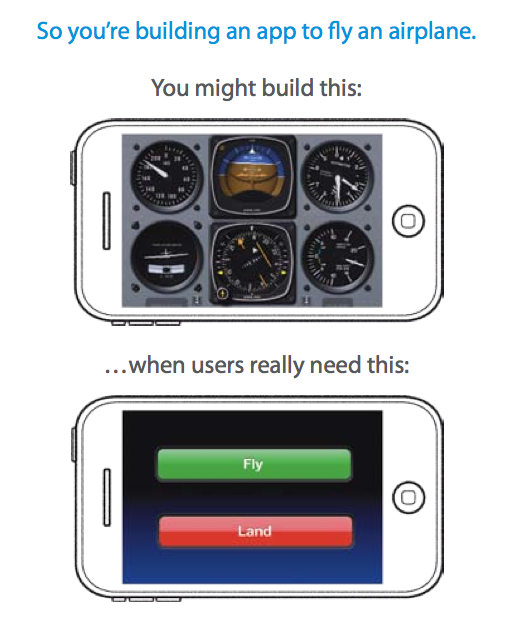 So you're building an app to fly an airplane.
You might build this:
…when users really need this:
Fly
Land